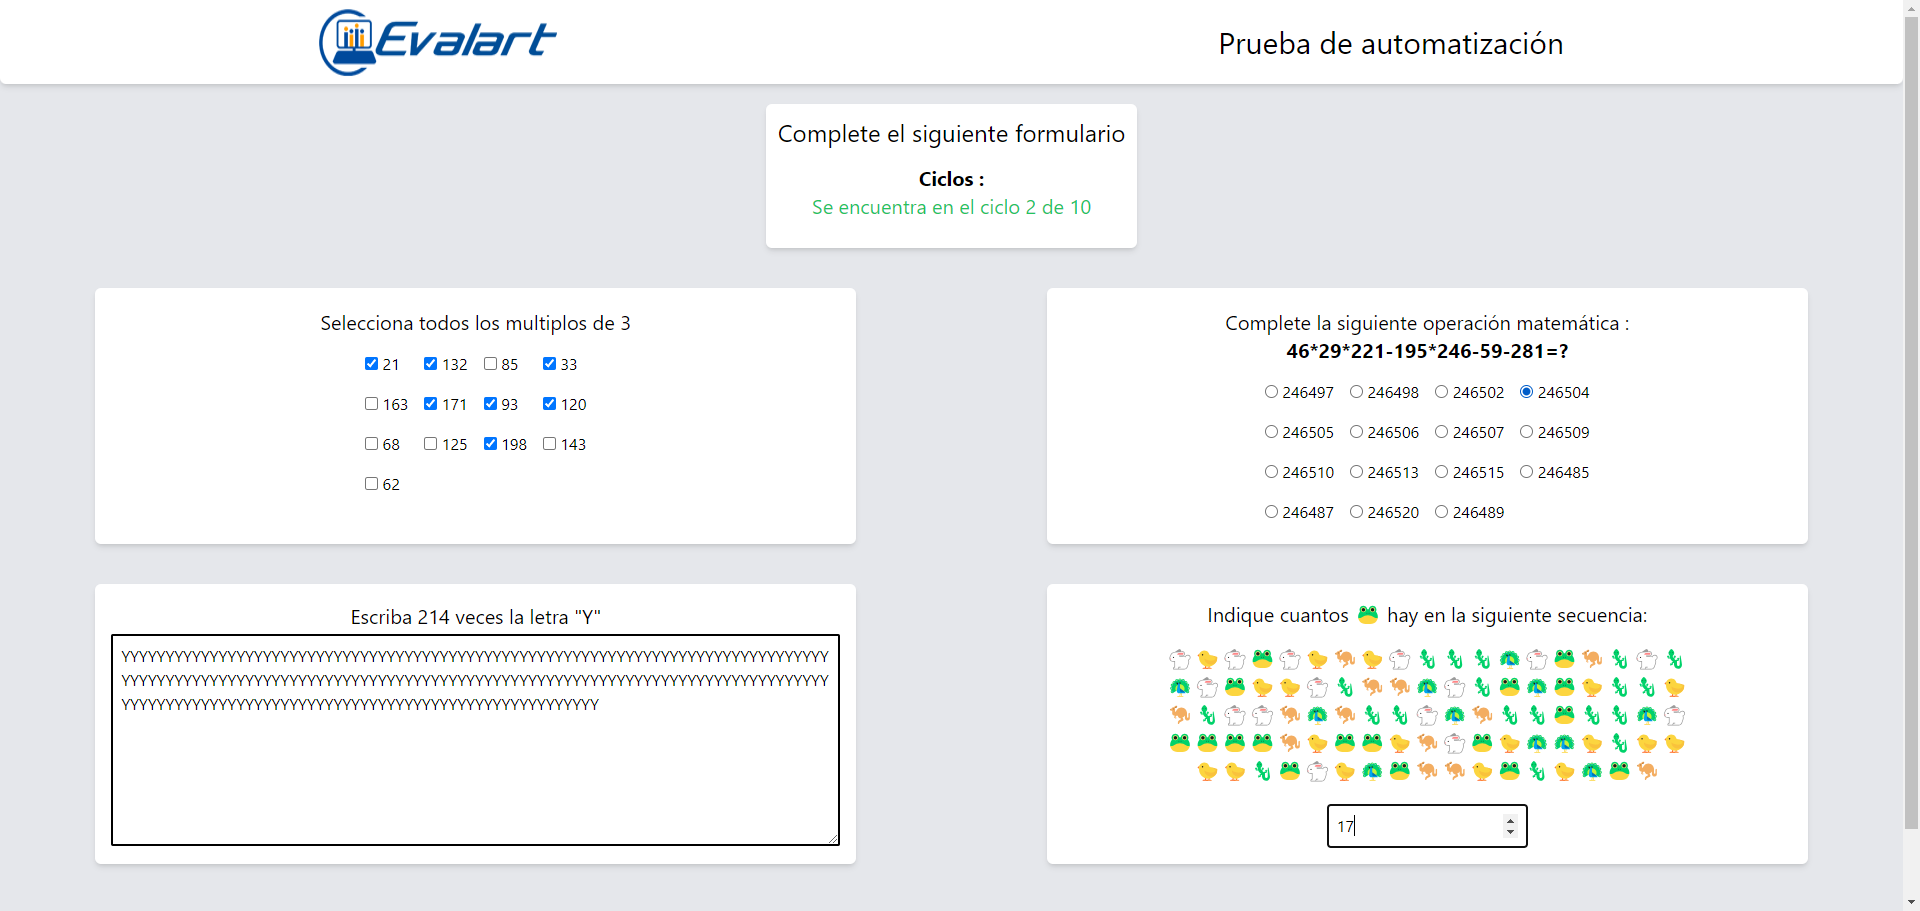 Evalart
Prueba de automatización
Complete el siguiente formulario
Ciclos :
Se encuentra en el ciclo 2 de 10
Selecciona todos los multiplos de 3
21 132 85 33
163 171 93 120
68 125 198 143
62
Complete la siguiente operación matemática :
46*29*221-195*246-59-281=?
246497 246498 246502 246504
246505 246506 246507 246509
246510 246513 246515 246485
246487 246520 246489
Escriba 214 veces la letra "Y"
YYYYYYYYYYYYYYYYYYYYYYYYYYYYYYYYYYYYYYYYYYYYYYYYYYYYYYYYYYYYYYYYYYYYYYYYYYYYYYYY
YYYYYYYYYYYYYYYYYYYYYYYYYYYYYYYYYYYYYYYYYYYYYYYYYYYYYYYYYYYYYYYYYYYYYYYYYYYYYYYY
YYYYYYYYYYYYYYYYYYYYYYYYYYYYYYYYYYYYYYYYYYYYYYYYYYYYYY
Indique cuantos 🐸 hay en la siguiente secuencia:
17